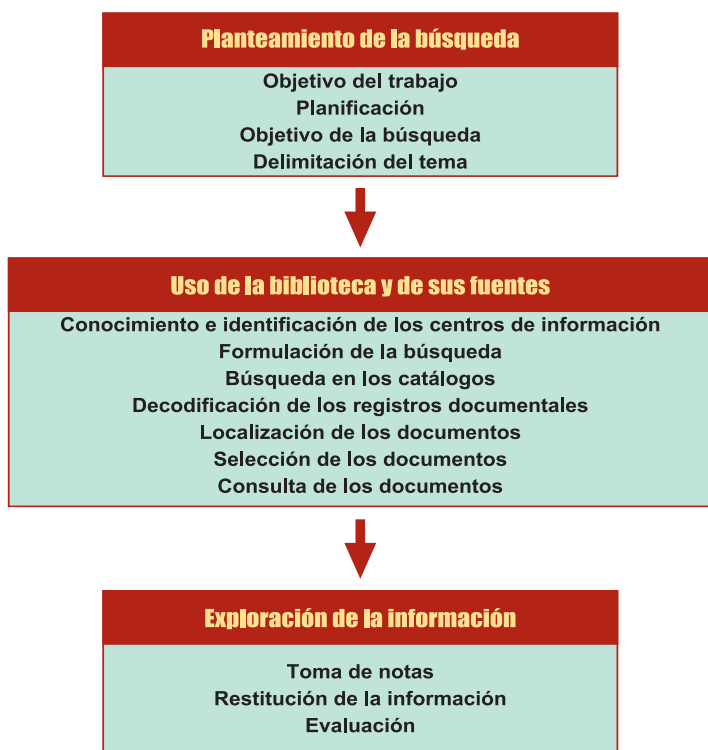 Planteamiento de la búsqueda
Objetivo del trabajo
Planificación
Objetivo de la búsqueda
Delimitación del tema
Uso de la biblioteca y de sus fuentes
Conocimiento e identificación de los centros de información
Formulación de la búsqueda
Búsqueda en los catálogos
Decodificación de los registros documentales
Localización de los documentos
Selección de los documentos
Consulta de los documentos
Exploración de la información
Toma de notas
Restitución de la información
Evaluación